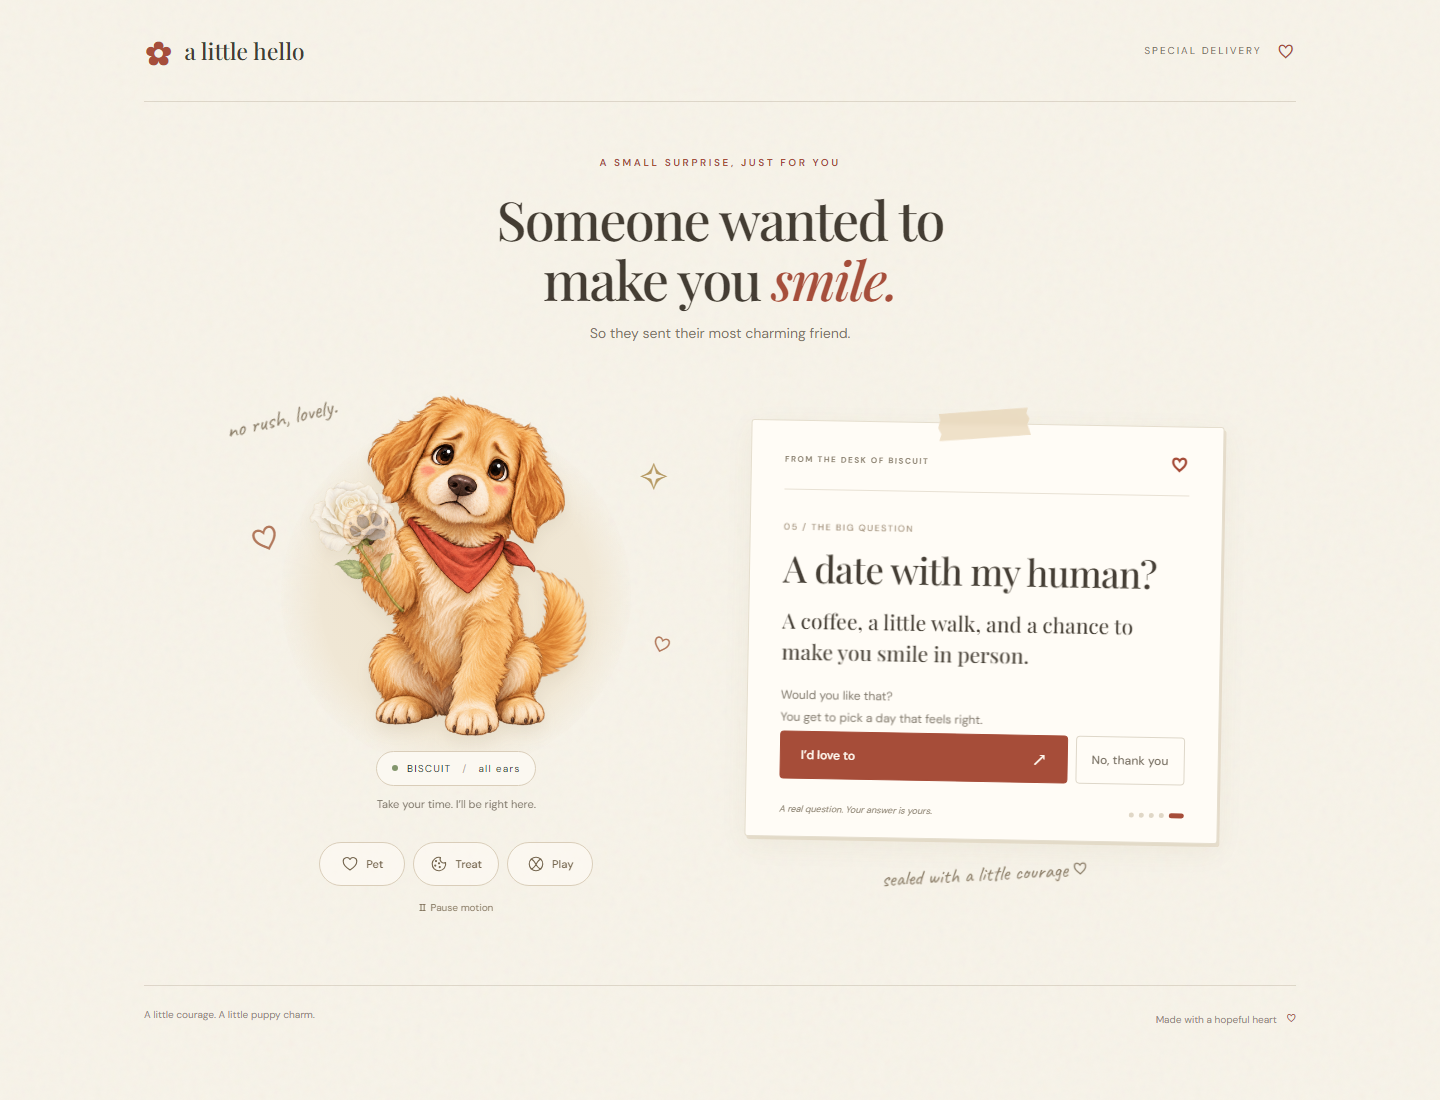 a little hello
SPECIAL DELIVERY
A SMALL SURPRISE, JUST FOR YOU
Someone wanted to
make you smile.
So they sent their most charming friend.
no rush, lovely.
BISCUIT / all ears
Take your time. I'll be right here.
Pet
Treat
Play
Pause motion
FROM THE DESK OF BISCUIT
05 / THE BIG QUESTION
A date with my human?
A coffee, a little walk, and a chance to
make you smile in person.
Would you like that?
You get to pick a day that feels right.
I'd love to
No, thank you
A real question. Your answer is yours.
sealed with a little courage
A little courage. A little puppy charm.
Made with a hopeful heart